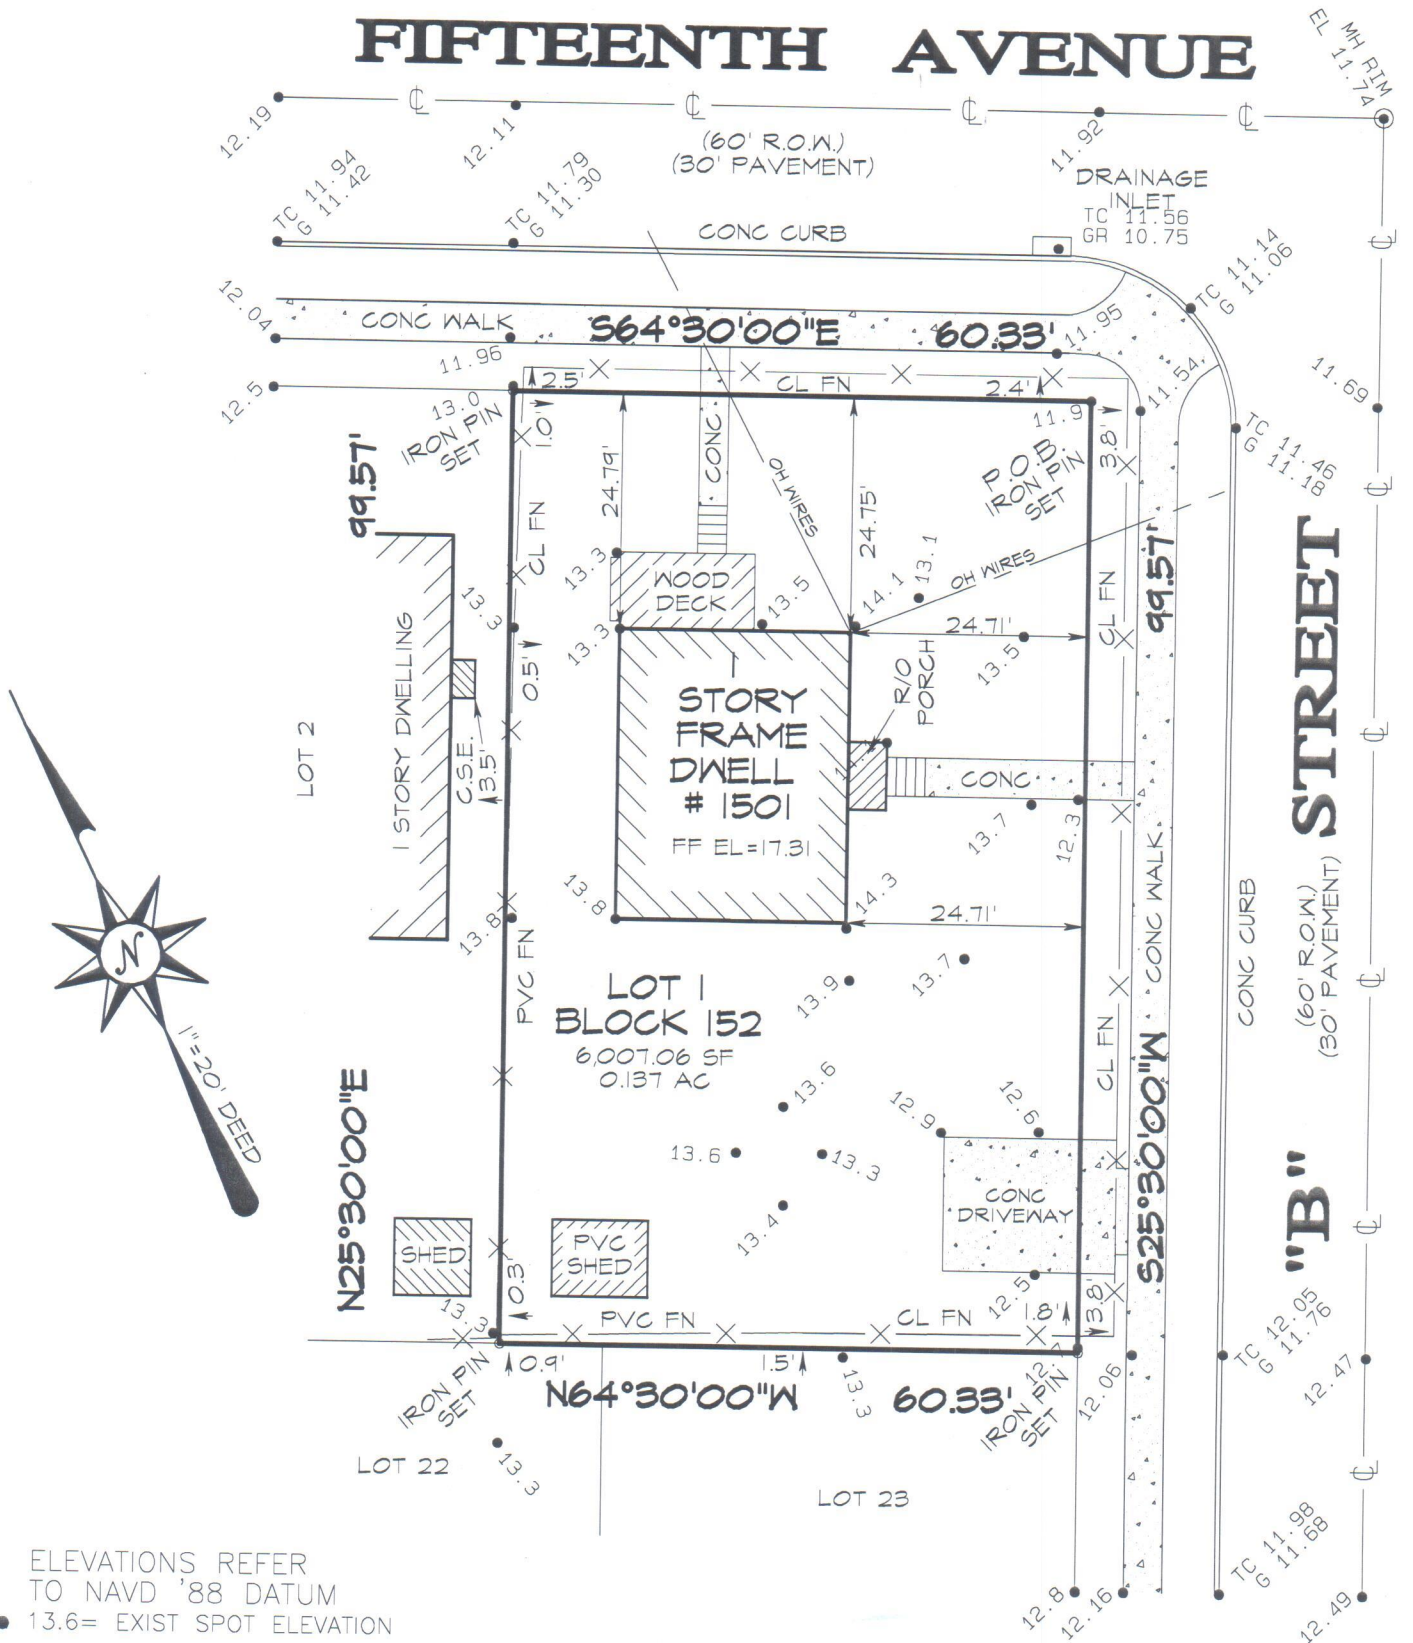 FIFTEENTH AVENUE
MH RIM
EL 11.74
12.19
12.11
11.92
(60' R.O.W.)
(30' PAVEMENT)
TC 11.94
G 11.42
TC 11.79
G 11.30
DRAINAGE
INLET
TC 11.56
GR 10.75
CONC CURB
TC 11.14
G 11.06
12.04
CONC WALK
S64°30'00"E 60.33'
11.95
11.96
11.54
11.69
12.5
2.5'
CL FN
2.4'
13.0
IRON PIN
SET
1.0'
11.9
3.8'
P.O.B.
IRON PIN
SET
TC 11.46
G 11.18
99.57'
24.79'
CONC
OH WIRES
24.75'
CL FN
13.3
WOOD
DECK
13.5
14.1
13.1
OH WIRES
CL FN
99.57'
STREET
13.3
13.3
24.71'
13.5
0.5'
R/O
PORCH
1 STORY DWELLING
LOT 2
C.S.E.
3.5'
1
STORY
FRAME
DWELL
# 1501
FF EL=17.31
CONC
13.7
12.3
CONC WALK
CONC CURB
(60' R.O.W.)
(30' PAVEMENT)
13.8
14.3
24.71'
13.8
PVC FN
13.7
13.9
N
1"=20' DEED
LOT 1
BLOCK 152
6,007.06 SF
0.137 AC
CL FN
13.6
12.9
12.6
13.6
13.3
S25°30'00"W
N25°30'00"E
CONC
DRIVEWAY
13.4
"B"
SHED
PVC
SHED
0.3'
12.5
1.8'
3.8'
13.3
PVC FN
CL FN
TC 12.05
G 11.76
IRON PIN
SET
0.9'
1.5'
13.3
12.7
IRON PIN
SET
12.06
12.47
N64°30'00"W 60.33'
13.3
LOT 22
LOT 23
TC 11.98
G 11.68
12.8
12.16
12.49
ELEVATIONS REFER
TO NAVD '88 DATUM
13.6= EXIST SPOT ELEVATION